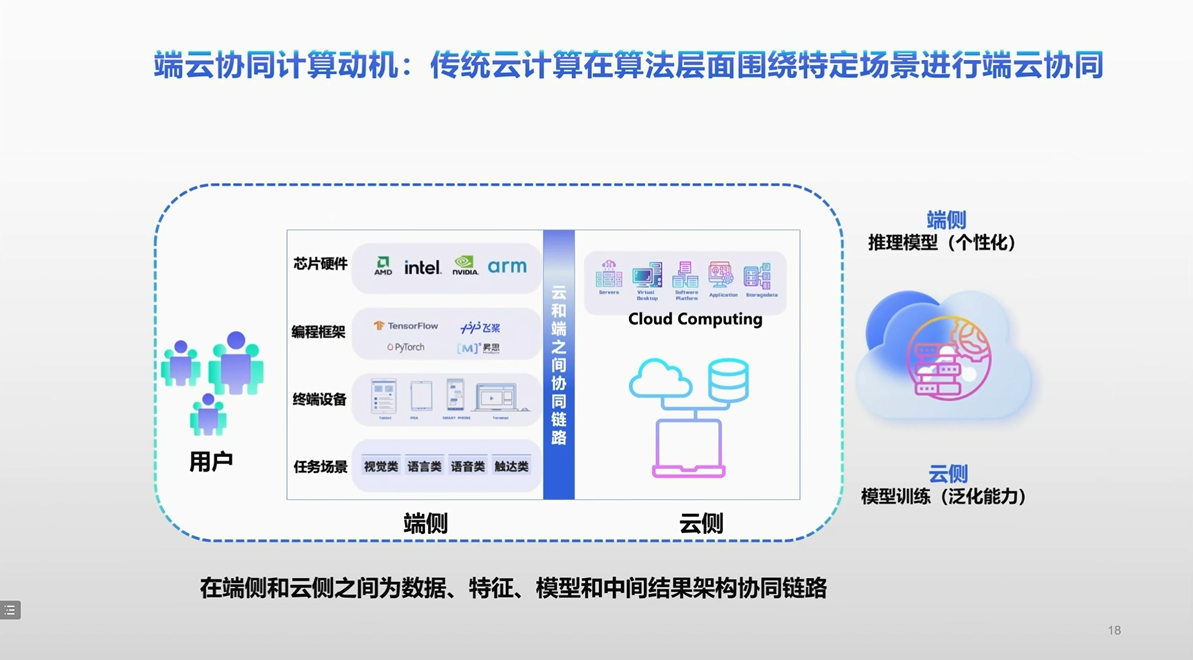 端云协同计算动机：传统云计算在算法层面围绕特定场景进行端云协同
用户
芯片硬件
AMD
intel.
NVIDIA.
arm
编程框架
TensorFlow
飞桨
PyTorch
[M]s 昇思
终端设备
Tablet
PDA
SMART PHONE
Terminal
任务场景
视觉类 语言类 语音类 触达类
端侧
云和端之间协同链路
Servers
Virtual
Desktop
Software
Platform
Application
Storagedata
Cloud Computing
云侧
端侧
推理模型（个性化）
云侧
模型训练（泛化能力）
在端侧和云侧之间为数据、特征、模型和中间结果架构协同链路
18